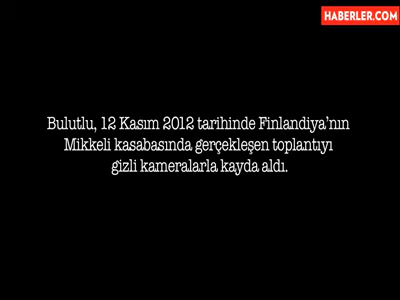 HABERLER.COM
Bulutlu, 12 Kasım 2012 tarihinde Finlandiya'nın
Mikkeli kasabasında gerçekleşen toplantıyı
gizli kameralarla kayda aldı.